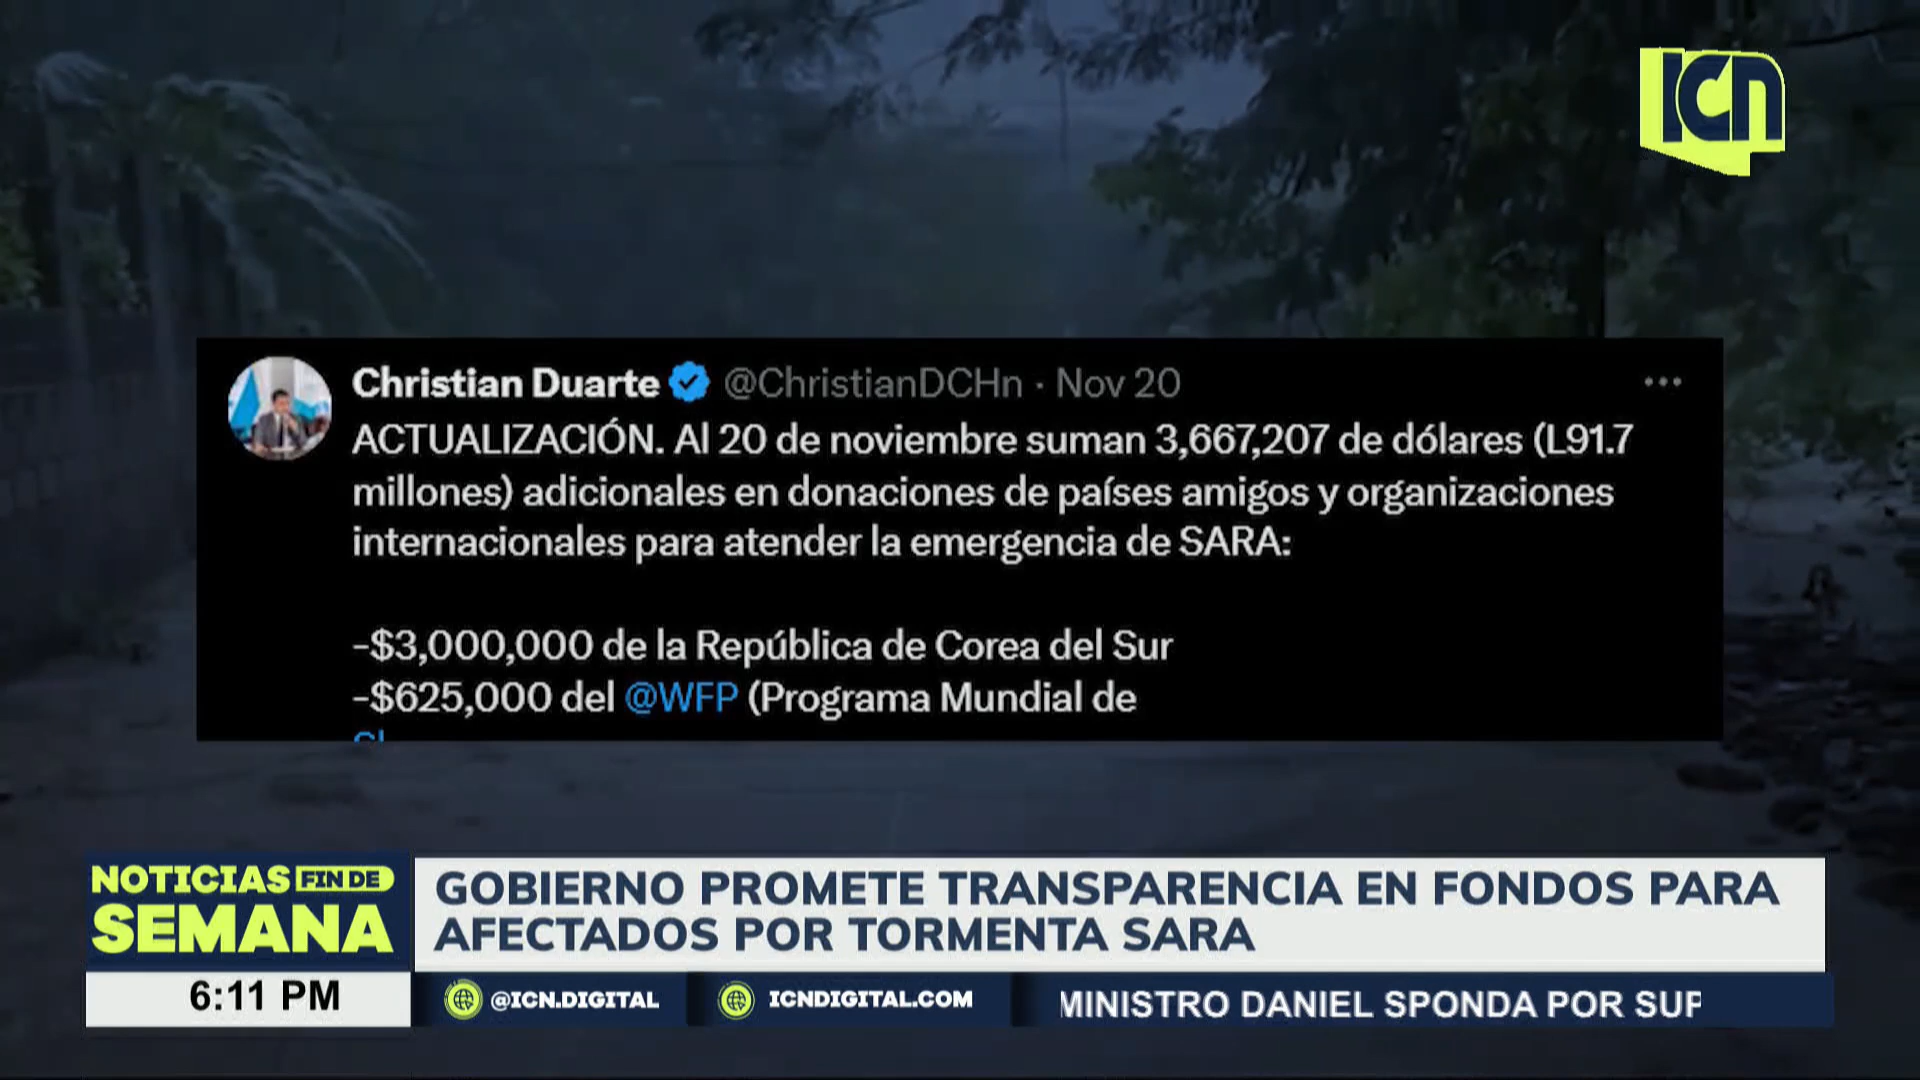 ICN
Christian Duarte @ChristianDCHn · Nov 20
ACTUALIZACIÓN. Al 20 de noviembre suman 3,667,207 de dólares (L91.7
millones) adicionales en donaciones de países amigos y organizaciones
internacionales para atender la emergencia de SARA:
-$3,000,000 de la República de Corea del Sur
-$625,000 del @WFP (Programa Mundial de
NOTICIAS FIN DE
SEMANA
GOBIERNO PROMETE TRANSPARENCIA EN FONDOS PARA
AFECTADOS POR TORMENTA SARA
6:11 PM
@ICN.DIGITAL
ICNDIGITAL.COM
MINISTRO DANIEL SPONDA POR SUP